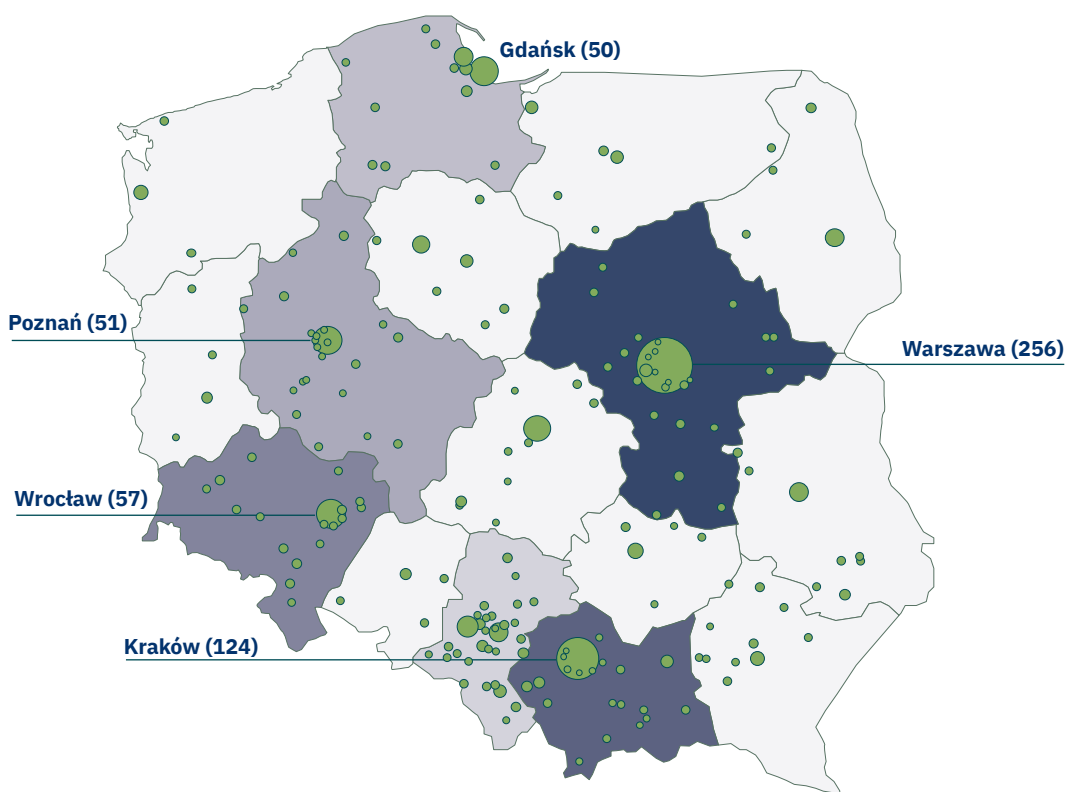 Gdańsk (50)
Poznań (51)
Warszawa (256)
Wrocław (57)
Kraków (124)